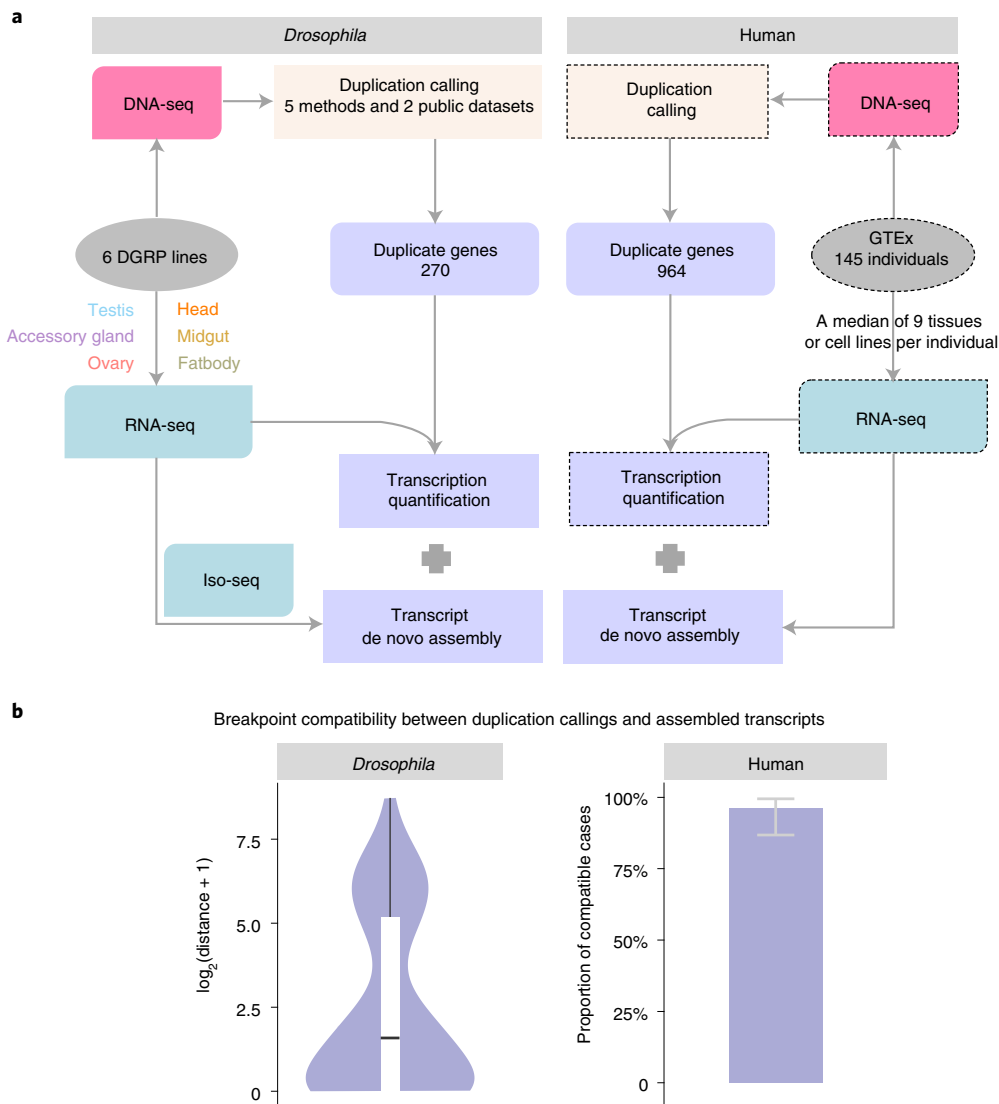 a
Drosophila
Human
DNA-seq
Duplication calling
5 methods and 2 public datasets
Duplication
calling
DNA-seq
6 DGRP lines
Duplicate genes
270
Duplicate genes
964
GTEx
145 individuals
Testis
Head
Accessory gland
Midgut
Ovary
Fatbody
A median of 9 tissues
or cell lines per individual
RNA-seq
RNA-seq
Transcription
quantification
Transcription
quantification
Iso-seq
Transcript
de novo assembly
Transcript
de novo assembly
b
Breakpoint compatibility between duplication callings and assembled transcripts
Drosophila
Human
log2(distance + 1)
7.5
5.0
2.5
0
Proportion of compatible cases
100%
75%
50%
25%
0